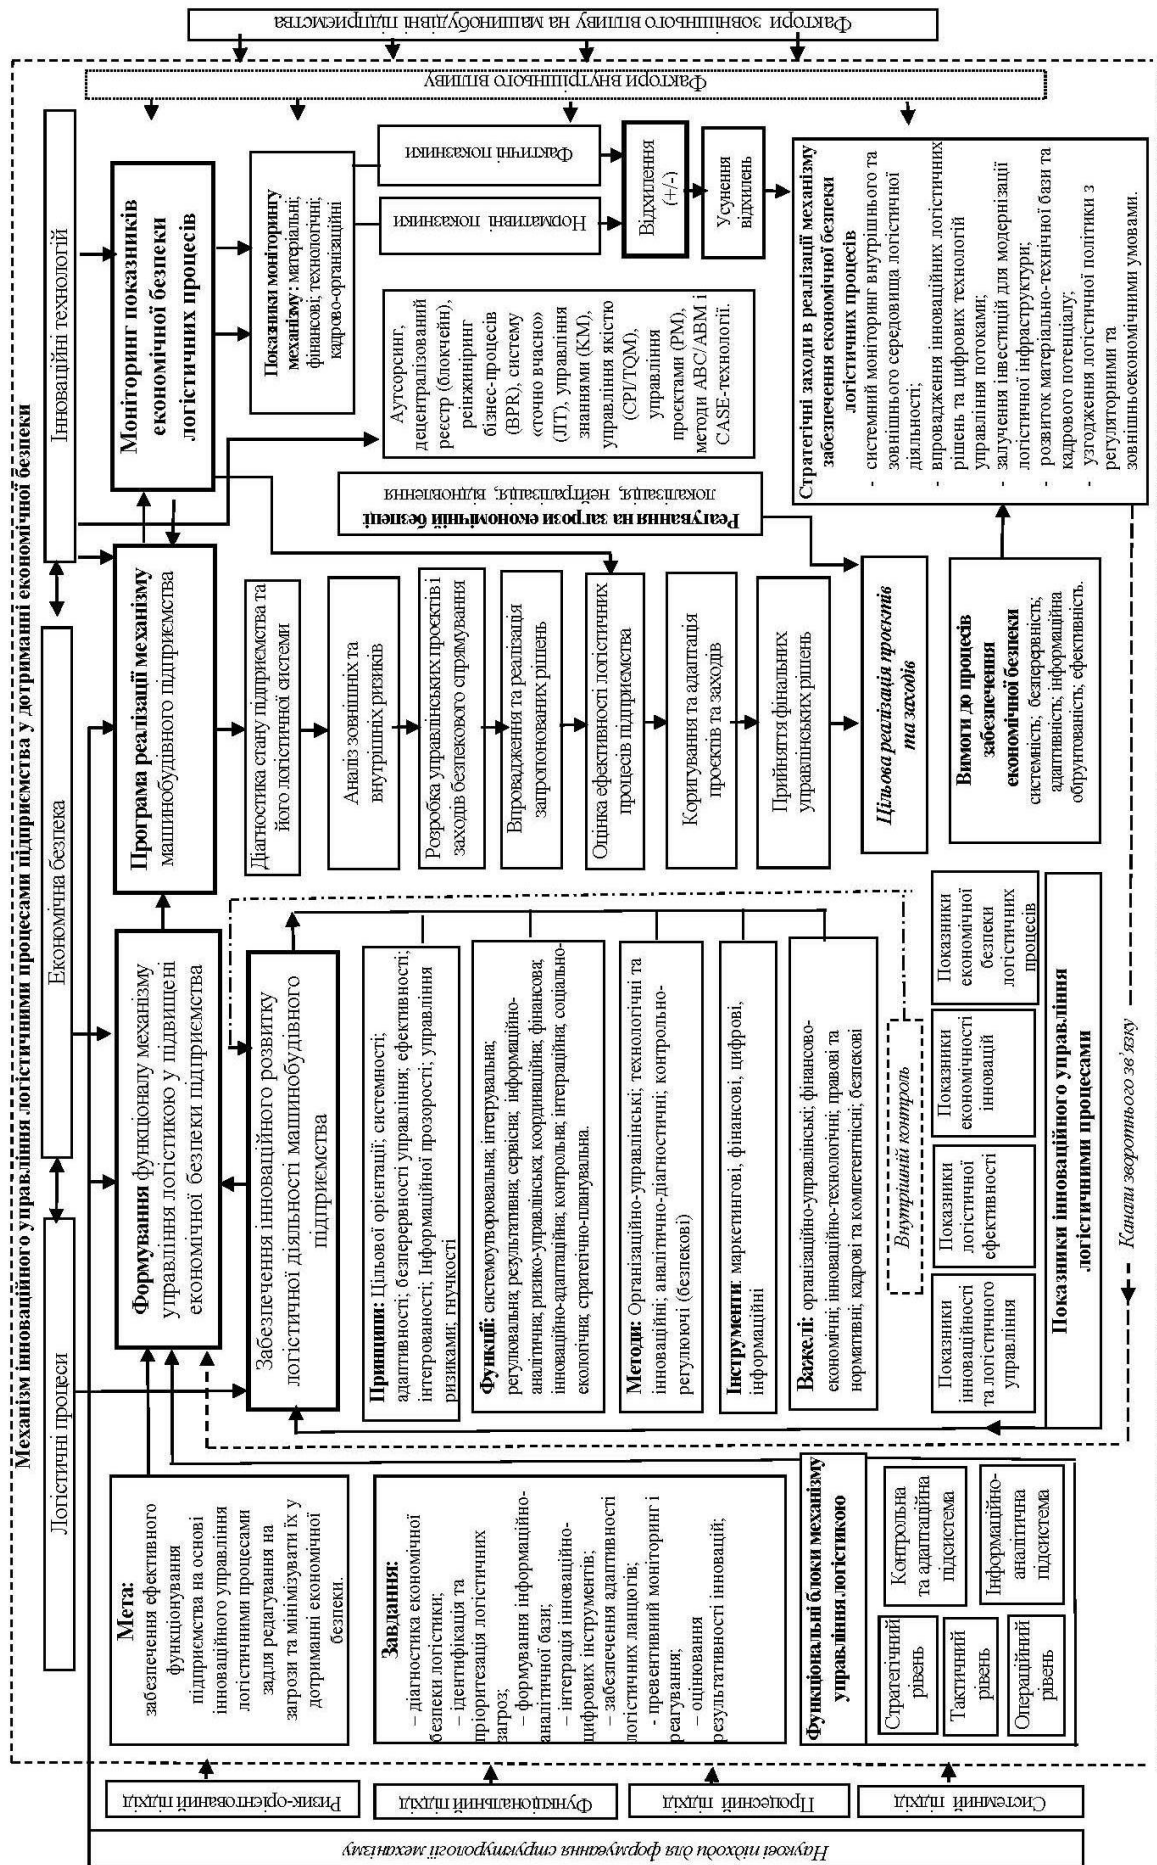 Механізм інноваційного управління логістичними процесами підприємства у дотриманні економічної безпеки
Логістичні процеси
Економічна безпека
Інноваційні технології
Наукові підходи для формування структурології механізму
Ризик-орієнтований підхід
Функціональний підхід
Процесний підхід
Системний підхід
Мета:
забезпечення ефективного
функціонування
підприємства на основі
інноваційного управління
логістичними процесами
задля редагування на
загрози та мінімізувати їх у
дотриманні економічної
безпеки.
Завдання:
– діагностика економічної
безпеки логістики;
– ідентифікація та
пріоритезація логістичних
загроз;
– формування інформаційно-
аналітичної бази;
– інтеграція інноваційно-
цифрових інструментів;
– забезпечення адаптивності
логістичних ланцюгів;
- превентивний моніторинг і
реагування;
– оцінювання
результативності інновацій;
Функціональні блоки механізму
управління логістикою
Стратегічний
рівень
Тактичний
рівень
Операційний
рівень
Контрольна
та адаптаційна
підсистема
Інформаційно-
аналітична
підсистема
Формування функціоналу механізму
управління логістикою у підвищені
економічної безпеки підприємства
Забезпечення інноваційного розвитку
логістичної діяльності машинобудівного
підприємства
Принципи: Цільової орієнтації; системності;
адаптивності; безперервності управління; ефективності;
інтегрованості; Інформаційної прозорості; управління
ризиками; гнучкості
Функції: системоутворювальна; інтегрувальна;
регулювальна; результативна; сервісна; інформаційно-
аналітична; ризико-управлінська; координаційна; фінансова;
інноваційно-адаптаційна; контрольна; інтеграційна; соціально-
екологічна; стратегічно-планувальна.
Методи: Організаційно-управлінські; технологічні та
інноваційні; аналітично-діагностичні; контрольно-
регулюючі (безпекові)
Інструменти: маркетингові, фінансові, цифрові,
інформаційні
Важелі: організаційно-управлінські; фінансово-
економічні; інноваційно-технологічні; правові та
нормативні; кадрові та компетентнісні; безпекові
Внутрішній контроль
Показники
інноваційності
та логістичного
управління
Показники
логістичної
ефективності
Показники
економічності
інновацій
Показники
економічної
безпеки
логістичних
процесів
Показники інноваційного управління
логістичними процесами
Канали зворотнього зв’язку
Програма реалізації механізму
машинобудівного підприємства
Діагностика стану підприємства та
його логістичної системи
Аналіз зовнішніх та
внутрішніх ризиків
Розробка управлінських проєктів і
заходів безпекового спрямування
Впровадження та реалізація
запропонованих рішень
Оцінка ефективності логістичних
процесів підприємства
Коригування та адаптація
проєктів та заходів
Прийняття фінальних
управлінських рішень
Цільова реалізація проєктів
та заходів
Вимоги до процесів
забезпечення
економічної безпеки
системність; безперервність;
адаптивність; інформаційна
обґрунтованість; ефективність.
Моніторинг показників
економічної безпеки
логістичних процесів
Показники моніторингу
механізму: матеріальні;
фінансові; технологічні;
кадрово-організаційні
Нормативні показники
Фактичні показники
Відхилення
(+/-)
Усунення
відхилень
Аутсорсинг,
децентралізований
реєстр (блокчейн),
реінжиніринг
бізнес-процесів
(BPR), систему
«точно вчасно»
(JIT), управління
знаннями (KM),
управління якістю
(CPI/TQM),
управління
проєктами (PM),
методи ABC/ABM і
CASE-технології.
Реагування на загрози економічній безпеці:
локалізація, нейтралізація, відновлення
Стратегічні заходи в реалізації механізму
забезпечення економічної безпеки
логістичних процесів
- системний моніторинг внутрішнього та
зовнішнього середовища логістичної
діяльності;
- впровадження інноваційних логістичних
рішень та цифрових технологій
управління потоками;
- залучення інвестицій для модернізації
логістичної інфраструктури;
- розвиток матеріально-технічної бази та
кадрового потенціалу;
- узгодження логістичної політики з
регуляторними та
зовнішньоекономічними умовами.
Фактори внутрішнього впливу
Фактори зовнішнього впливу на машинобудівні підприємства